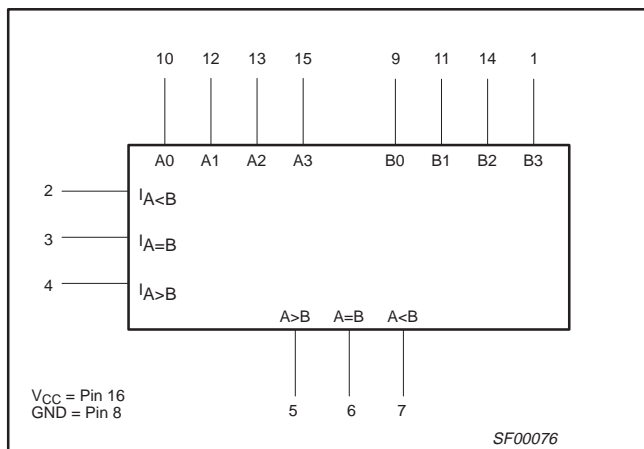 10 12 13 15 9 11 14 1
A0 A1 A2 A3 B0 B1 B2 B3
2 IA<B
3 IA=B
4 IA>B
A>B A=B A<B
5 6 7
VCC = Pin 16
GND = Pin 8
SF00076